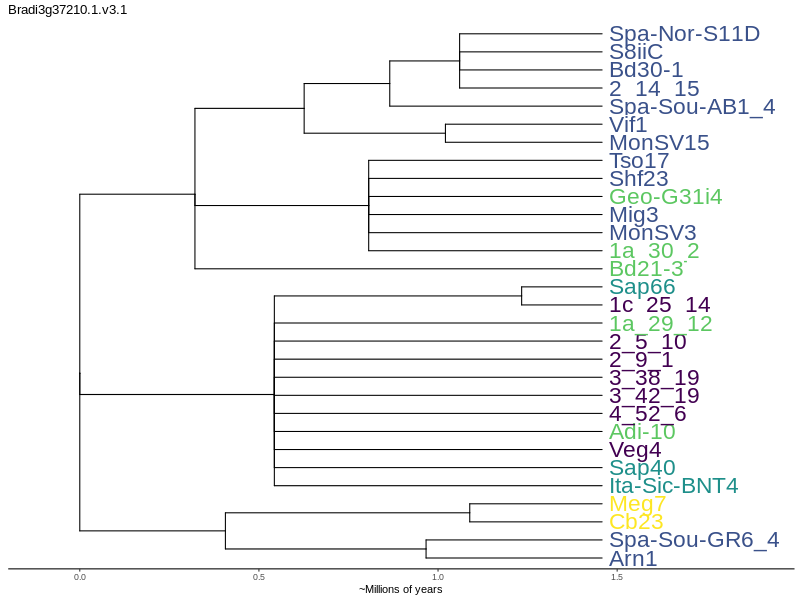 Bradi3g37210.1.v3.1
Spa-Nor-S11D
S8iiC
Bd30-1
2_14_15
Spa-Sou-AB1_4
Vif1
MonSV15
Tso17
Shf23
Geo-G31i4
Mig3
MonSV3
1a_30_2
Bd21-3
Sap66
1c_25_14
1a_29_12
2_5_10
2_9_1
3_38_19
3_42_19
4_52_6
Adi-10
Veg4
Sap40
Ita-Sic-BNT4
Meg7
Cb23
Spa-Sou-GR6_4
Arn1
0.0 0.5 1.0 1.5
~Millions of years